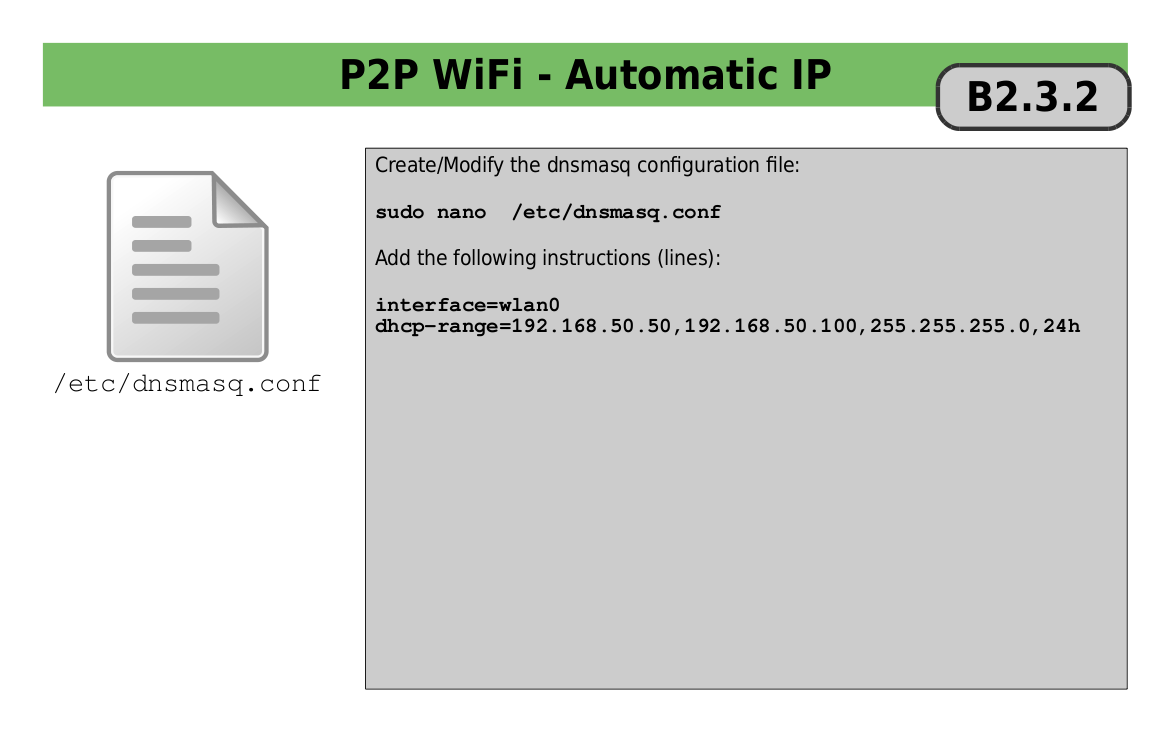 P2P WiFi - Automatic IP
B2.3.2
Create/Modify the dnsmasq configuration file:
sudo nano  /etc/dnsmasq.conf
Add the following instructions (lines):
interface=wlan0
dhcp-range=192.168.50.50,192.168.50.100,255.255.255.0,24h
/etc/dnsmasq.conf